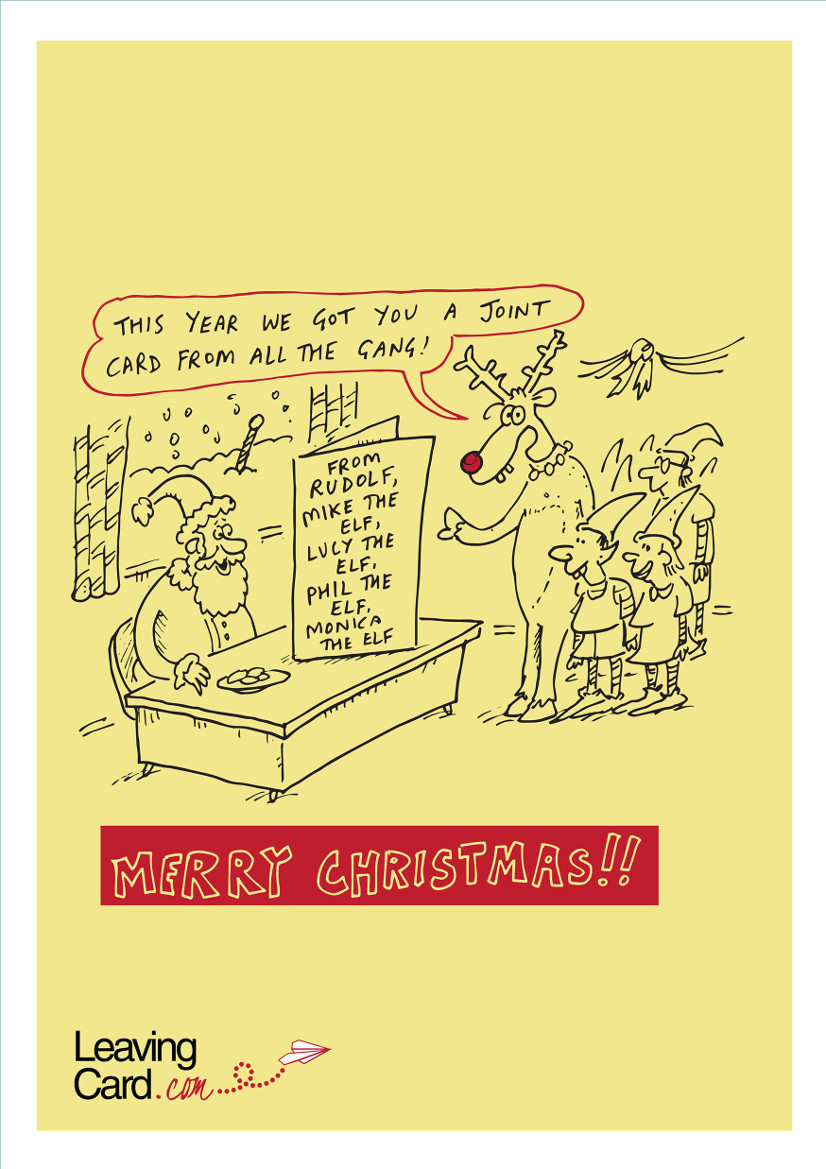 THIS YEAR WE GOT YOU A JOINT
CARD FROM ALL THE GANG!
FROM
RUDOLF,
MIKE THE
ELF,
LUCY THE
ELF,
PHIL THE
ELF,
MONICA
THE ELF
MERRY CHRISTMAS!!
Leaving
Card.com